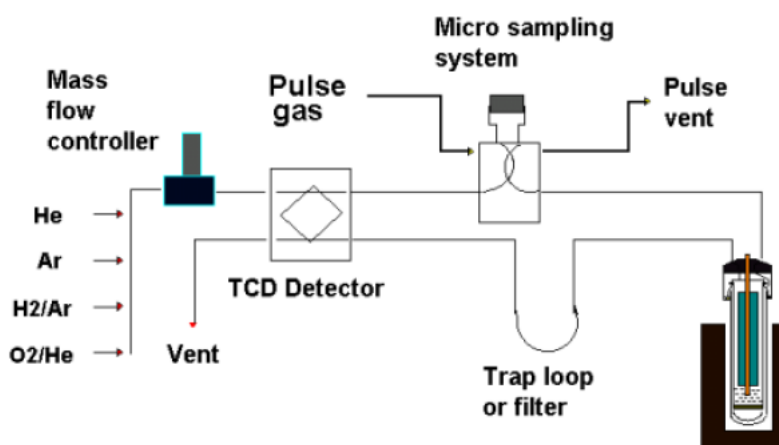 Micro sampling
system
Mass
flow
controller
Pulse
gas
Pulse
vent
He
Ar
H2/Ar
O2/He
TCD Detector
Vent
Trap loop
or filter